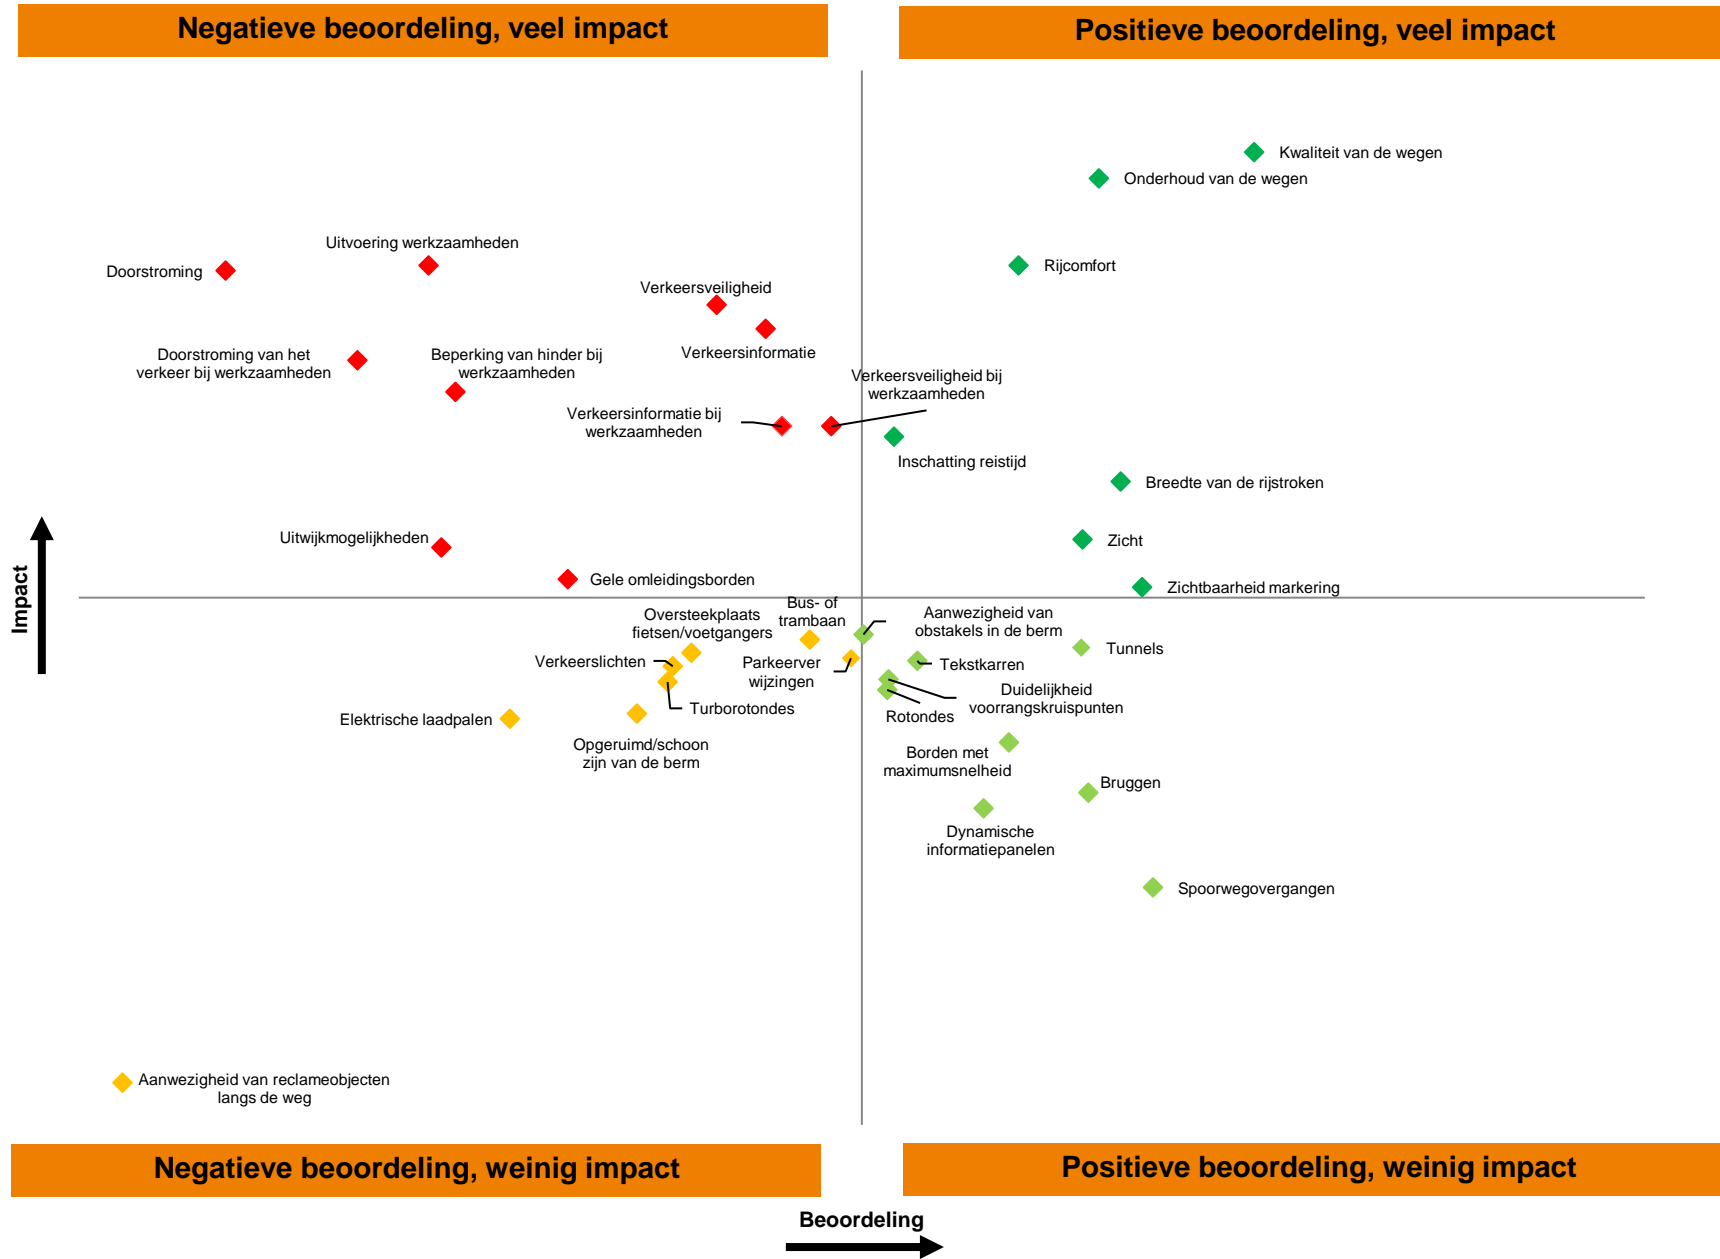 Negatieve beoordeling, veel impact
Positieve beoordeling, veel impact
Kwaliteit van de wegen
Onderhoud van de wegen
Uitvoering werkzaamheden
Doorstroming
Rijcomfort
Verkeersveiligheid
Verkeersinformatie
Doorstroming van het
verkeer bij werkzaamheden
Beperking van hinder bij
werkzaamheden
Verkeersveiligheid bij
werkzaamheden
Verkeersinformatie bij
werkzaamheden
Inschatting reistijd
Breedte van de rijstroken
Uitwijkmogelijkheden
Zicht
Gele omleidingsborden
Zichtbaarheid markering
Impact
Bus- of
trambaan
Oversteekplaats
fietsen/voetgangers
Aanwezigheid van
obstakels in de berm
Tunnels
Verkeerslichten
Parkeerver
wijzingen
Tekstkarren
Duidelijkheid
voorrangskruispunten
Turborotondes
Rotondes
Elektrische laadpalen
Opgeruimd/schoon
zijn van de berm
Borden met
maximumsnelheid
Bruggen
Dynamische
informatiepanelen
Spoorwegovergangen
Aanwezigheid van reclameobjecten
langs de weg
Negatieve beoordeling, weinig impact
Positieve beoordeling, weinig impact
Beoordeling